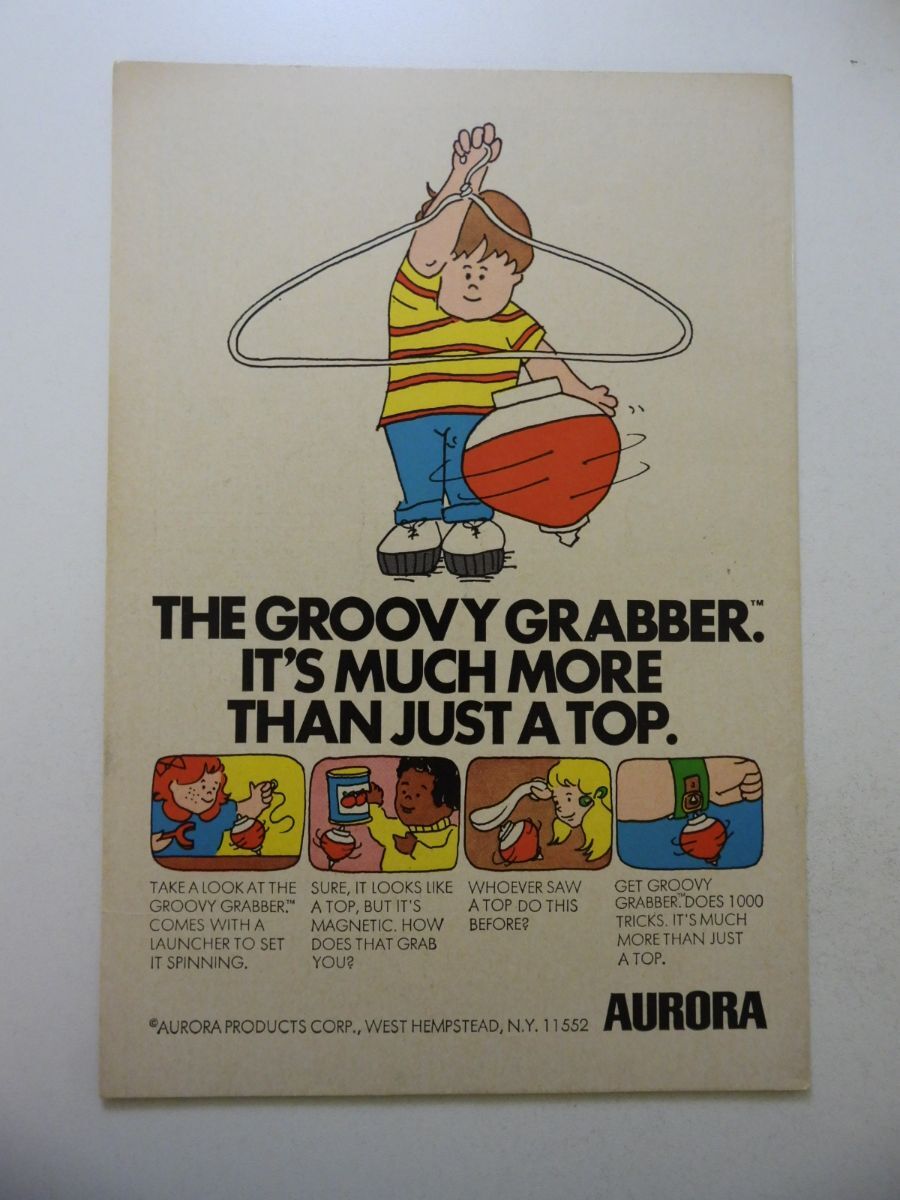 THE GROOVY GRABBER.™
IT'S MUCH MORE
THAN JUST A TOP.
TAKE A LOOK AT THE
GROOVY GRABBER.™
COMES WITH A
LAUNCHER TO SET
IT SPINNING.
SURE, IT LOOKS LIKE
A TOP, BUT IT'S
MAGNETIC. HOW
DOES THAT GRAB
YOU?
WHOEVER SAW
A TOP DO THIS
BEFORE?
GET GROOVY
GRABBER.™ DOES 1000
TRICKS. IT'S MUCH
MORE THAN JUST
A TOP.
©AURORA PRODUCTS CORP., WEST HEMPSTEAD, N.Y. 11552
AURORA